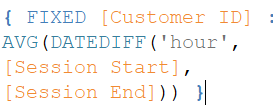 { FIXED [Customer ID] :
AVG(DATEDIFF('hour',
[Session Start],
[Session End])) }